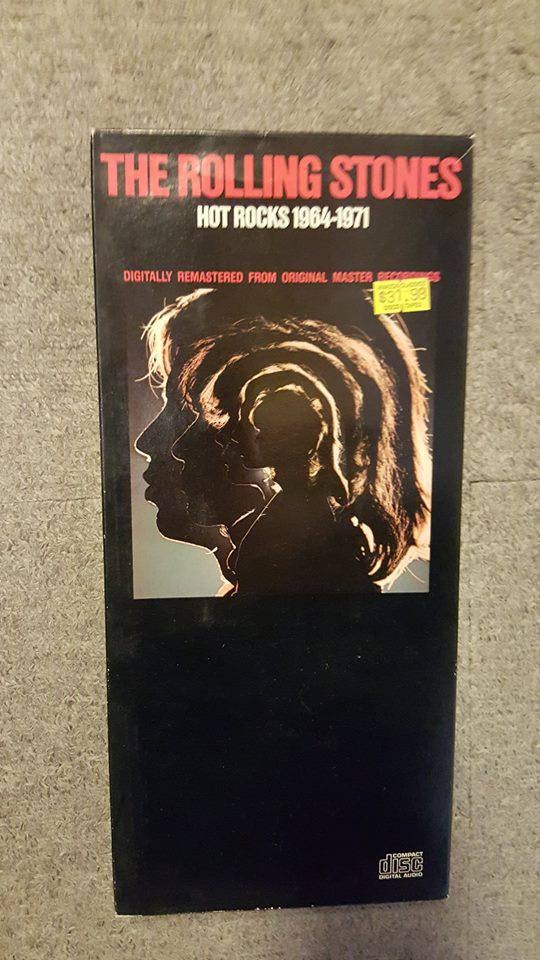 THE ROLLING STONES
HOT ROCKS 1964-1971
DIGITALLY REMASTERED FROM ORIGINAL MASTER RECORDINGS
$31.98
COMPACT
disc
DIGITAL AUDIO